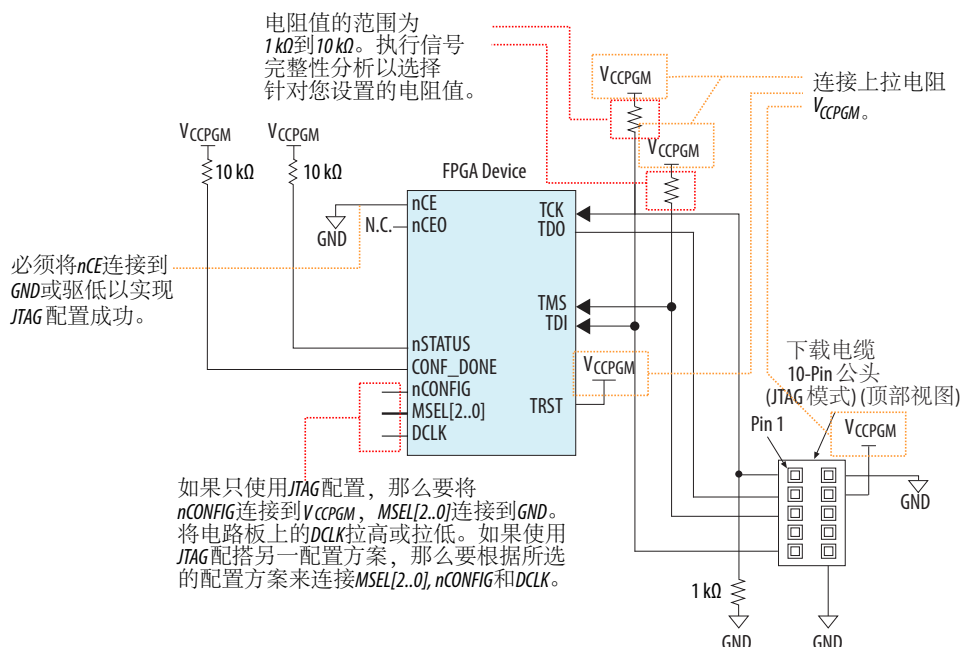 电阻值的范围为
1 kΩ到10 kΩ。执行信号
完整性分析以选择
针对您设置的电阻值。
VCCPGM
连接上拉电阻
VCCPGM。
VCCPGM
VCCPGM
VCCPGM
10 kΩ
10 kΩ
FPGA Device
nCE
TCK
GND
N.C.
nCEO
TDO
必须将nCE连接到
GND或驱低以实现
JTAG 配置成功。
TMS
TDI
nSTATUS
CONF_DONE
nCONFIG
MSEL[2..0]
DCLK
VCCPGM
TRST
下载电缆
10-Pin 公头
(JTAG 模式) (顶部视图)
Pin 1
VCCPGM
GND
如果只使用JTAG配置，那么要将
nCONFIG连接到VCCPGM，MSEL[2..0]连接到GND。
将电路板上的DCLK拉高或拉低。如果使用
JTAG配搭另一配置方案，那么要根据所选
的配置方案来连接MSEL[2..0], nCONFIG和DCLK。
1 kΩ
GND
GND